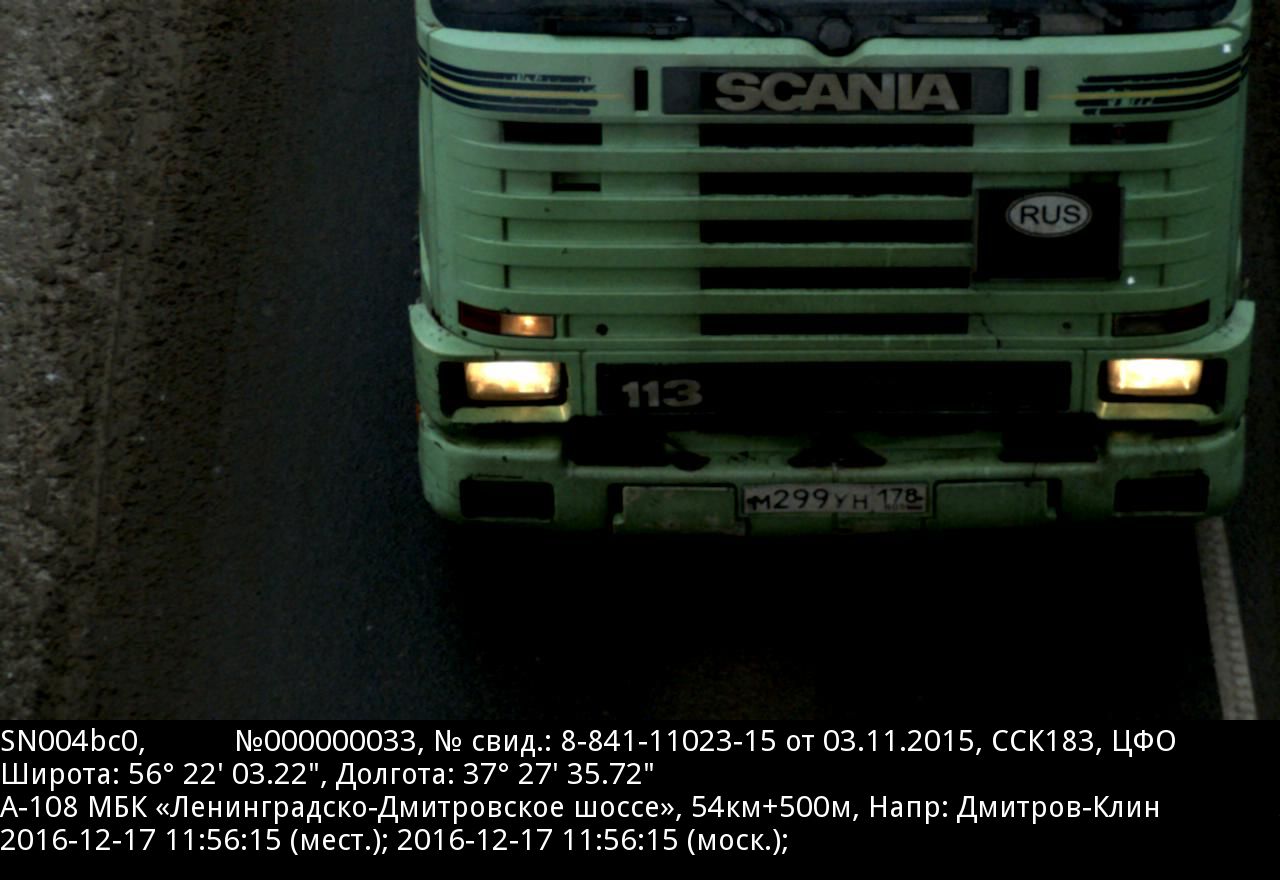 SCANIA
RUS
113
М299УН 178
SN004bc0, №000000033, № свид.: 8-841-11023-15 от 03.11.2015, ССК183, ЦФО
Широта: 56° 22' 03.22", Долгота: 37° 27' 35.72"
А-108 МБК «Ленинградско-Дмитровское шоссе», 54км+500м, Напр: Дмитров-Клин
2016-12-17 11:56:15 (мест.); 2016-12-17 11:56:15 (моск.);